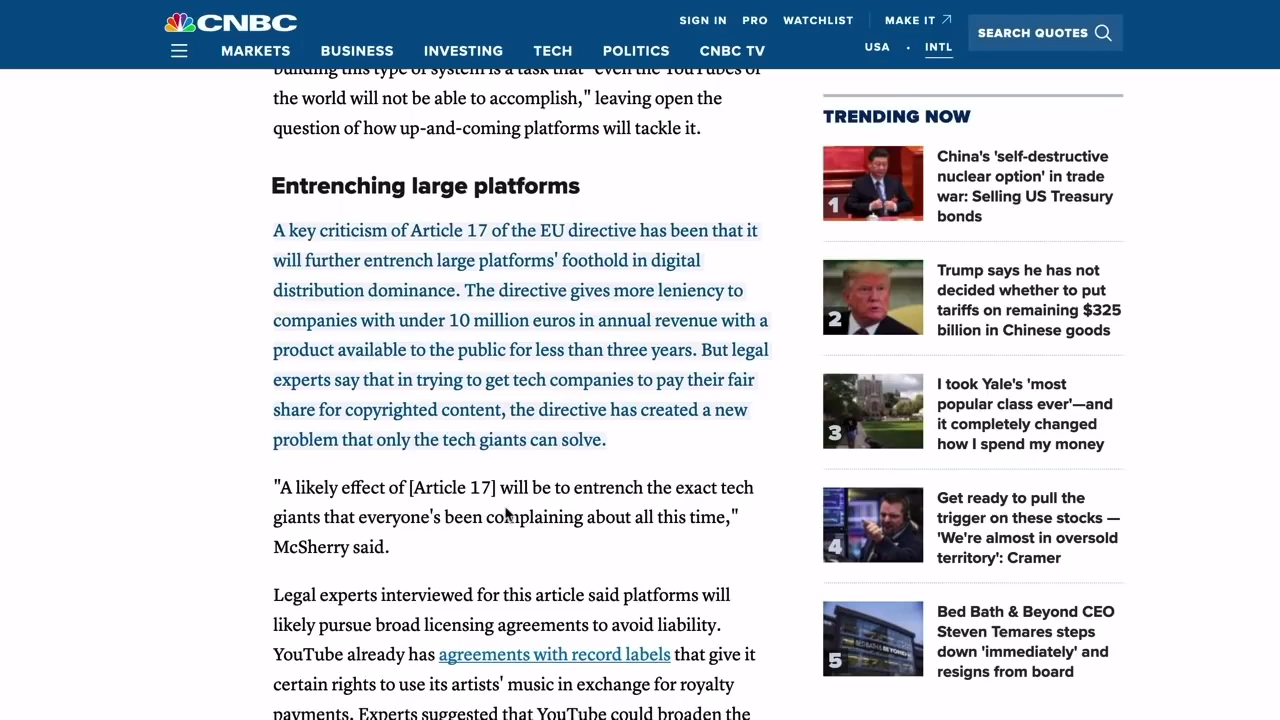 CNBC
SIGN IN
PRO
WATCHLIST
MAKE IT
SEARCH QUOTES
USA
INTL
MARKETS
BUSINESS
INVESTING
TECH
POLITICS
CNBC TV
building this type of system is a task that "even the YouTubes of
the world will not be able to accomplish," leaving open the
question of how up-and-coming platforms will tackle it.
Entrenching large platforms
A key criticism of Article 17 of the EU directive has been that it
will further entrench large platforms' foothold in digital
distribution dominance. The directive gives more leniency to
companies with under 10 million euros in annual revenue with a
product available to the public for less than three years. But legal
experts say that in trying to get tech companies to pay their fair
share for copyrighted content, the directive has created a new
problem that only the tech giants can solve.
"A likely effect of [Article 17] will be to entrench the exact tech
giants that everyone's been complaining about all this time,"
McSherry said.
Legal experts interviewed for this article said platforms will
likely pursue broad licensing agreements to avoid liability.
YouTube already has agreements with record labels that give it
certain rights to use its artists' music in exchange for royalty
payments. Experts suggested that YouTube could broaden the
TRENDING NOW
1
China's 'self-destructive
nuclear option' in trade
war: Selling US Treasury
bonds
2
Trump says he has not
decided whether to put
tariffs on remaining $325
billion in Chinese goods
3
I took Yale's 'most
popular class ever'—and
it completely changed
how I spend my money
4
Get ready to pull the
trigger on these stocks —
'We're almost in oversold
territory': Cramer
5
BED BATH & BEYOND
Bed Bath & Beyond CEO
Steven Temares steps
down 'immediately' and
resigns from board